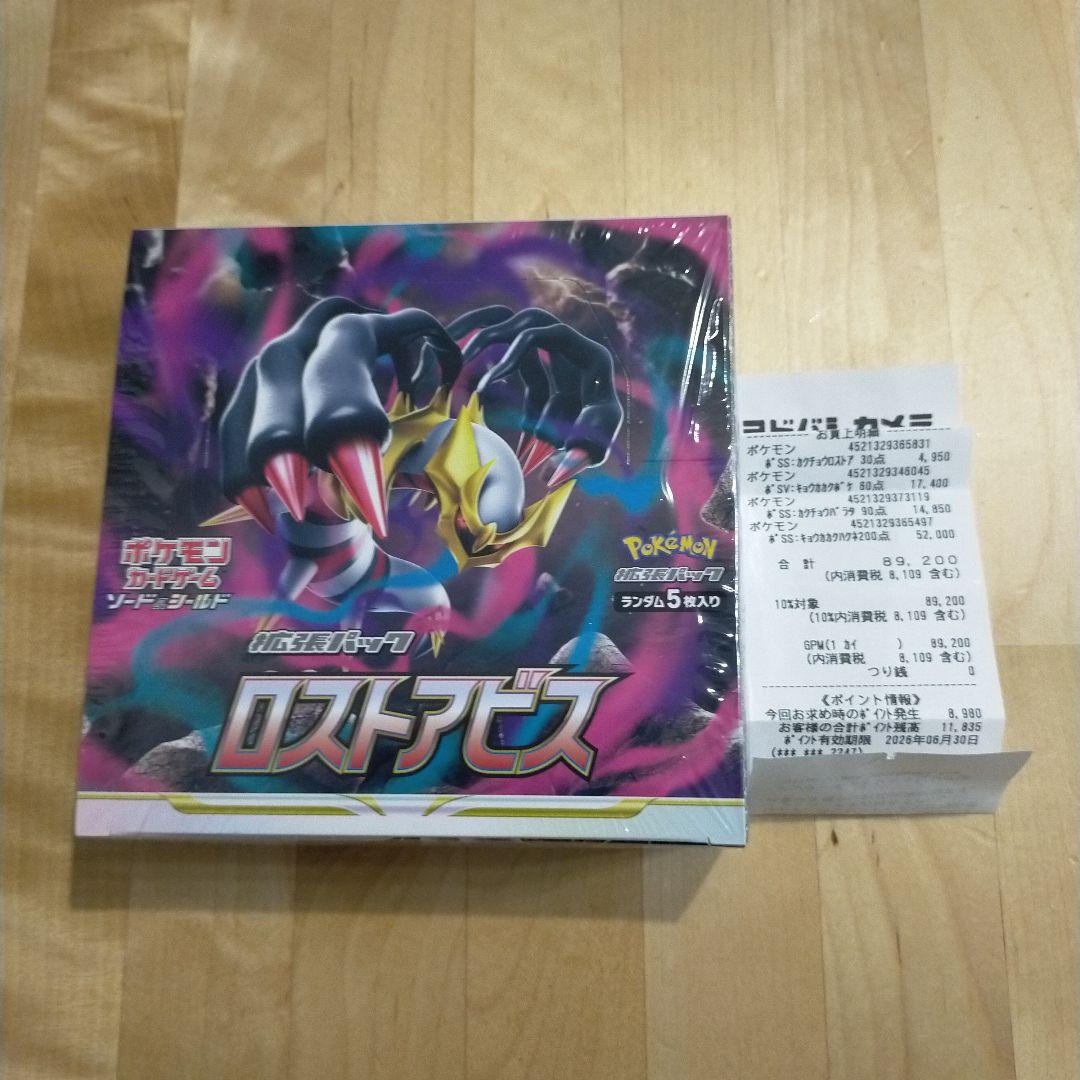 ポケモン
カードゲーム
ソード&シールド
Pokémon
拡張パック
ランダム5枚入り
拡張パック
ロストアビス
ヨドバシカメラ
お買上明細
ポケモン 4521329365831
ポSS:カクチョウロストア 30点 4,950
ポケモン 4521329346045
ポSV:キョウカカクポケ 60点 17,400
ポケモン 4521329373119
ポSS:カクチョウパラダ 90点 14,850
ポケモン 4521329365497
ポSS:キョウカカクハクネ200点 52,000
合 計 89,200
(内消費税 8,109 含む)
10%対象 89,200
(10%内消費税 8,109 含む)
GPM(1カイ ) 89,200
(内消費税 8,109 含む)
つり銭 0
《ポイント情報》
今回お求め時のポイント発生 8,980
お客様の合計ポイント残高 11,835
ポイント有効期限 2026年06月30日